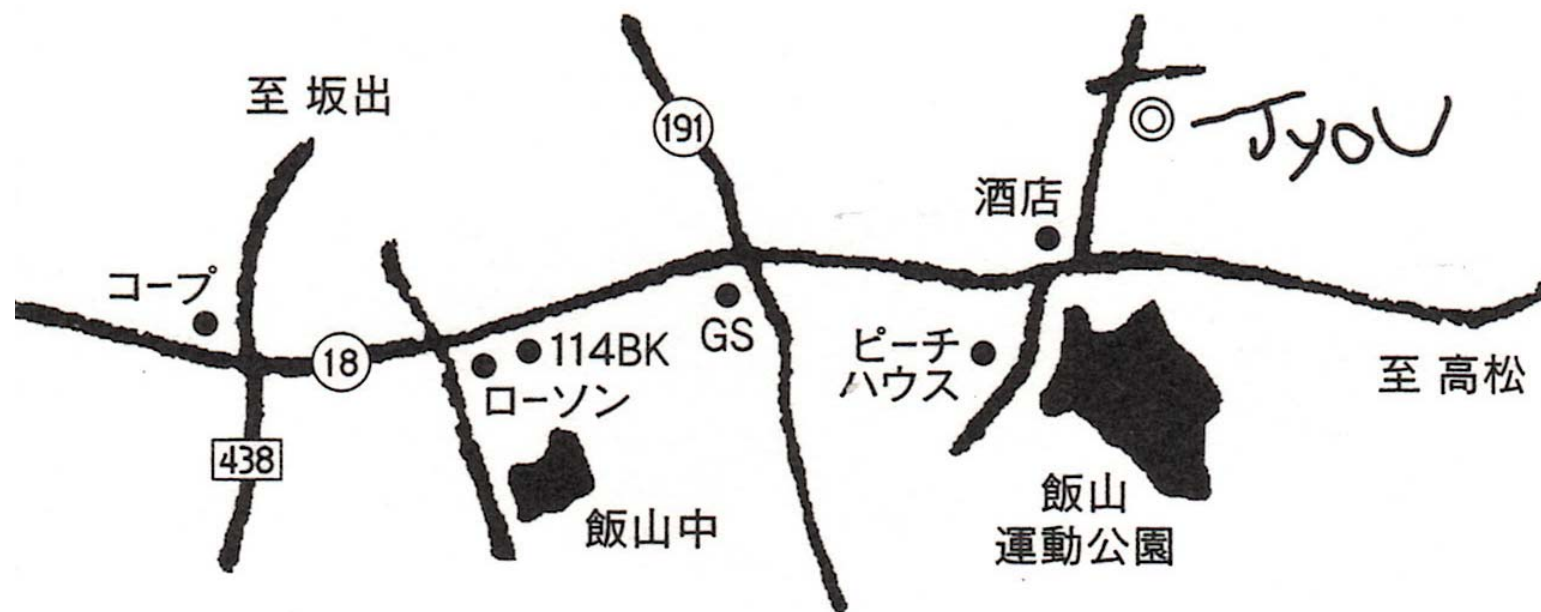 至 坂出
191
JyOU
酒店
コープ
18
114BK
ローソン
GS
ピーチ
ハウス
至 高松
438
飯山中
飯山
運動公園